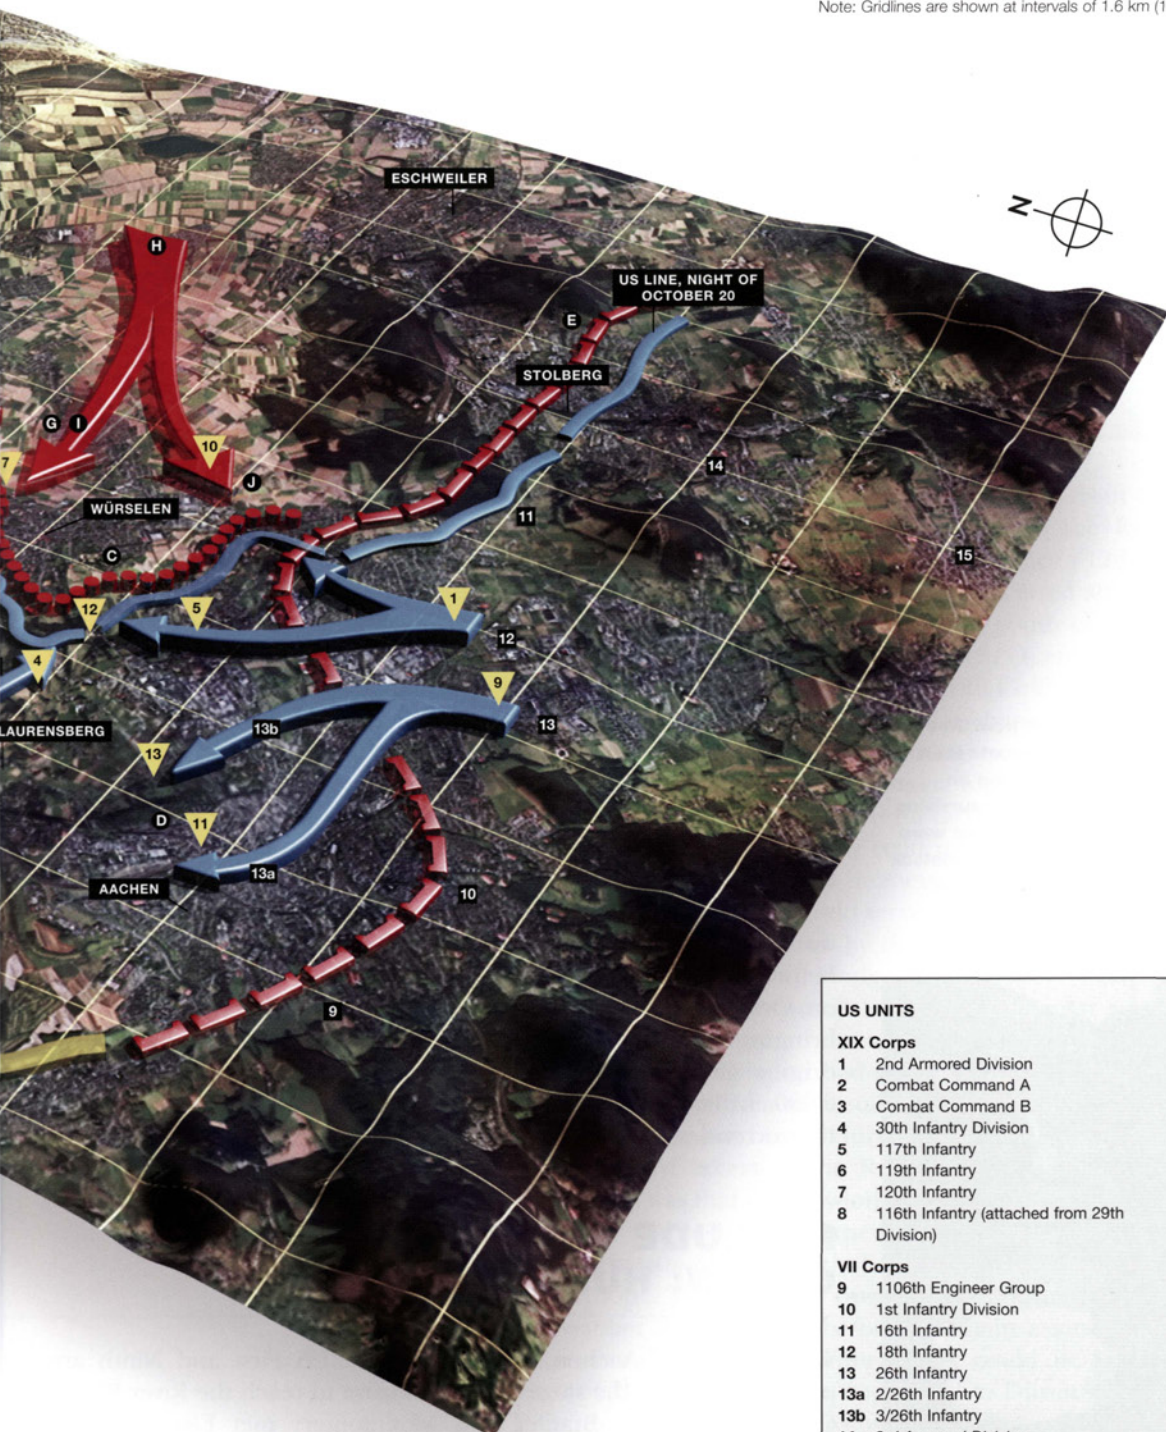 Note: Gridlines are shown at intervals of 1.6 km (1
ESCHWEILER
N
H
US LINE, NIGHT OF
OCTOBER 20
E
STOLBERG
G I
10
7
14
J
WÜRSELEN
11
C
15
1
12
5
12
4
9
13
13b
LAURENSBERG
13
D
11
13a
AACHEN
10
9
US UNITS
XIX Corps
1 2nd Armored Division
2 Combat Command A
3 Combat Command B
4 30th Infantry Division
5 117th Infantry
6 119th Infantry
7 120th Infantry
8 116th Infantry (attached from 29th
Division)
VII Corps
9 1106th Engineer Group
10 1st Infantry Division
11 16th Infantry
12 18th Infantry
13 26th Infantry
13a 2/26th Infantry
13b 3/26th Infantry